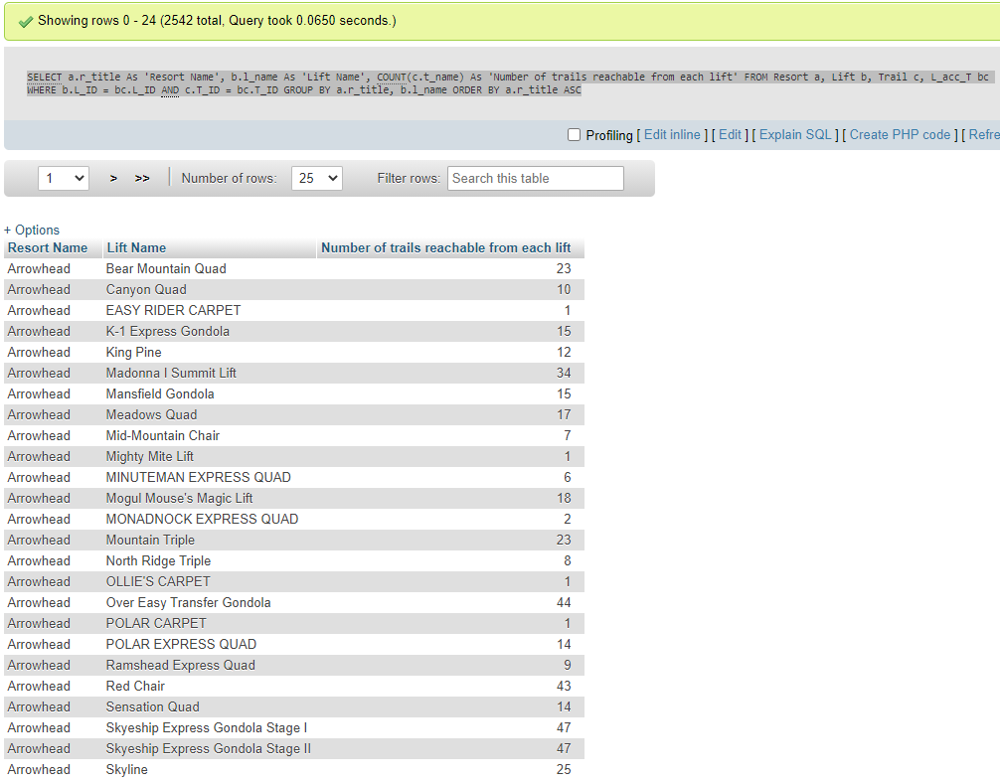 Showing rows 0 - 24 (2542 total, Query took 0.0650 seconds.)
SELECT a.r_title As 'Resort Name', b.l_name As 'Lift Name', COUNT(c.t_name) As 'Number of trails reachable from each lift' FROM Resort a, Lift b, Trail c, L_acc_T bc
WHERE b.L_ID = bc.L_ID AND c.T_ID = bc.T_ID GROUP BY a.r_title, b.l_name ORDER BY a.r_title ASC
Profiling [ Edit inline ] [ Edit ] [ Explain SQL ] [ Create PHP code ] [ Refre
1 > >> Number of rows: 25 Filter rows: Search this table
+ Options
Resort Name Lift Name Number of trails reachable from each lift
Arrowhead Bear Mountain Quad 23
Arrowhead Canyon Quad 10
Arrowhead EASY RIDER CARPET 1
Arrowhead K-1 Express Gondola 15
Arrowhead King Pine 12
Arrowhead Madonna I Summit Lift 34
Arrowhead Mansfield Gondola 15
Arrowhead Meadows Quad 17
Arrowhead Mid-Mountain Chair 7
Arrowhead Mighty Mite Lift 1
Arrowhead MINUTEMAN EXPRESS QUAD 6
Arrowhead Mogul Mouse's Magic Lift 18
Arrowhead MONADNOCK EXPRESS QUAD 2
Arrowhead Mountain Triple 23
Arrowhead North Ridge Triple 8
Arrowhead OLLIE'S CARPET 1
Arrowhead Over Easy Transfer Gondola 44
Arrowhead POLAR CARPET 1
Arrowhead POLAR EXPRESS QUAD 14
Arrowhead Ramshead Express Quad 9
Arrowhead Red Chair 43
Arrowhead Sensation Quad 14
Arrowhead Skyeship Express Gondola Stage I 47
Arrowhead Skyeship Express Gondola Stage II 47
Arrowhead Skyline 25